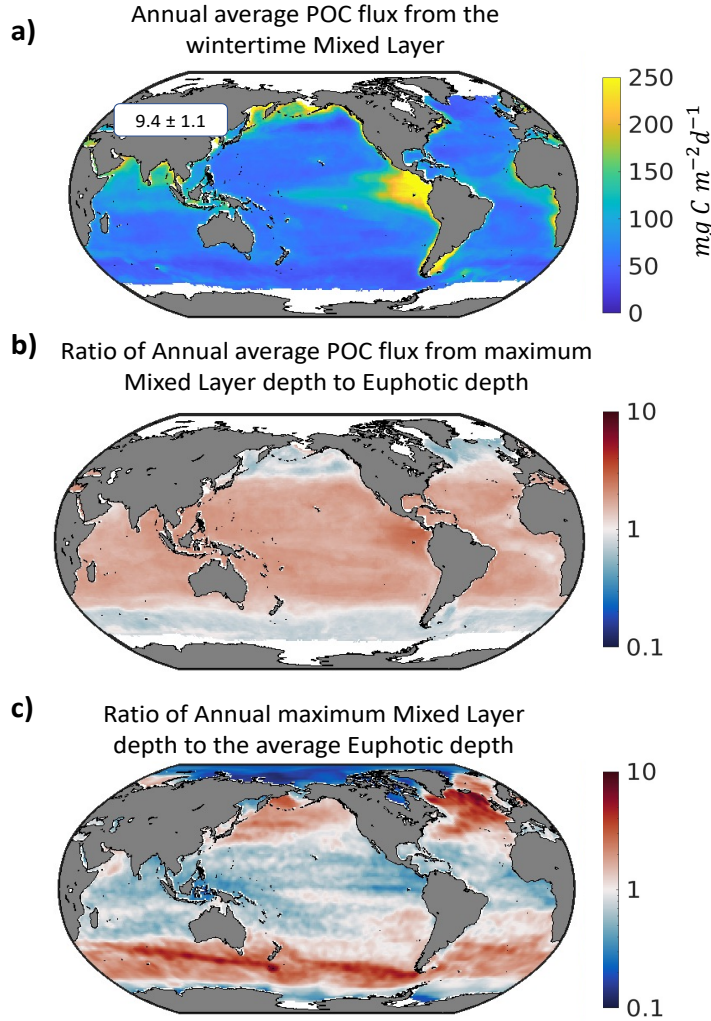 a)
Annual average POC flux from the
wintertime Mixed Layer
9.4 ± 1.1
250
200
150
100
50
0
mg C m⁻² d⁻¹
b)
Ratio of Annual average POC flux from maximum
Mixed Layer depth to Euphotic depth
10
1
0.1
c)
Ratio of Annual maximum Mixed Layer
depth to the average Euphotic depth
10
1
0.1